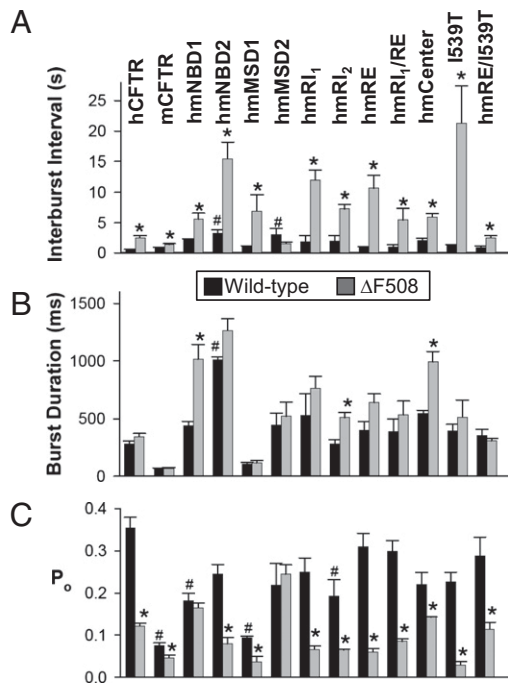 A
hCFTR
mCFTR
hmNBD1
hmNBD2
hmMSD1
hmMSD2
hmRI1
hmRI2
hmRE
hmRI1/RE
hmCenter
I539T
hmRE/I539T
Interburst Interval (s)
25
20
15
10
5
0
* * * # * * # * * * * * * *
Wild-type ΔF508
B
Burst Duration (ms)
1500
1000
500
0
* # * *
C
Po
0.4
0.3
0.2
0.1
0.0
* # * # * # * * # * * * * * *